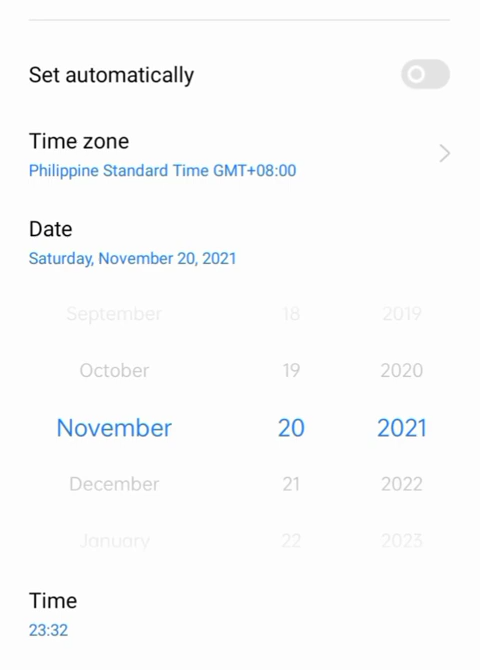 Set automatically
Time zone
Philippine Standard Time GMT+08:00
Date
Saturday, November 20, 2021
September 18 2019
October 19 2020
November 20 2021
December 21 2022
January 22 2023
Time
23:32